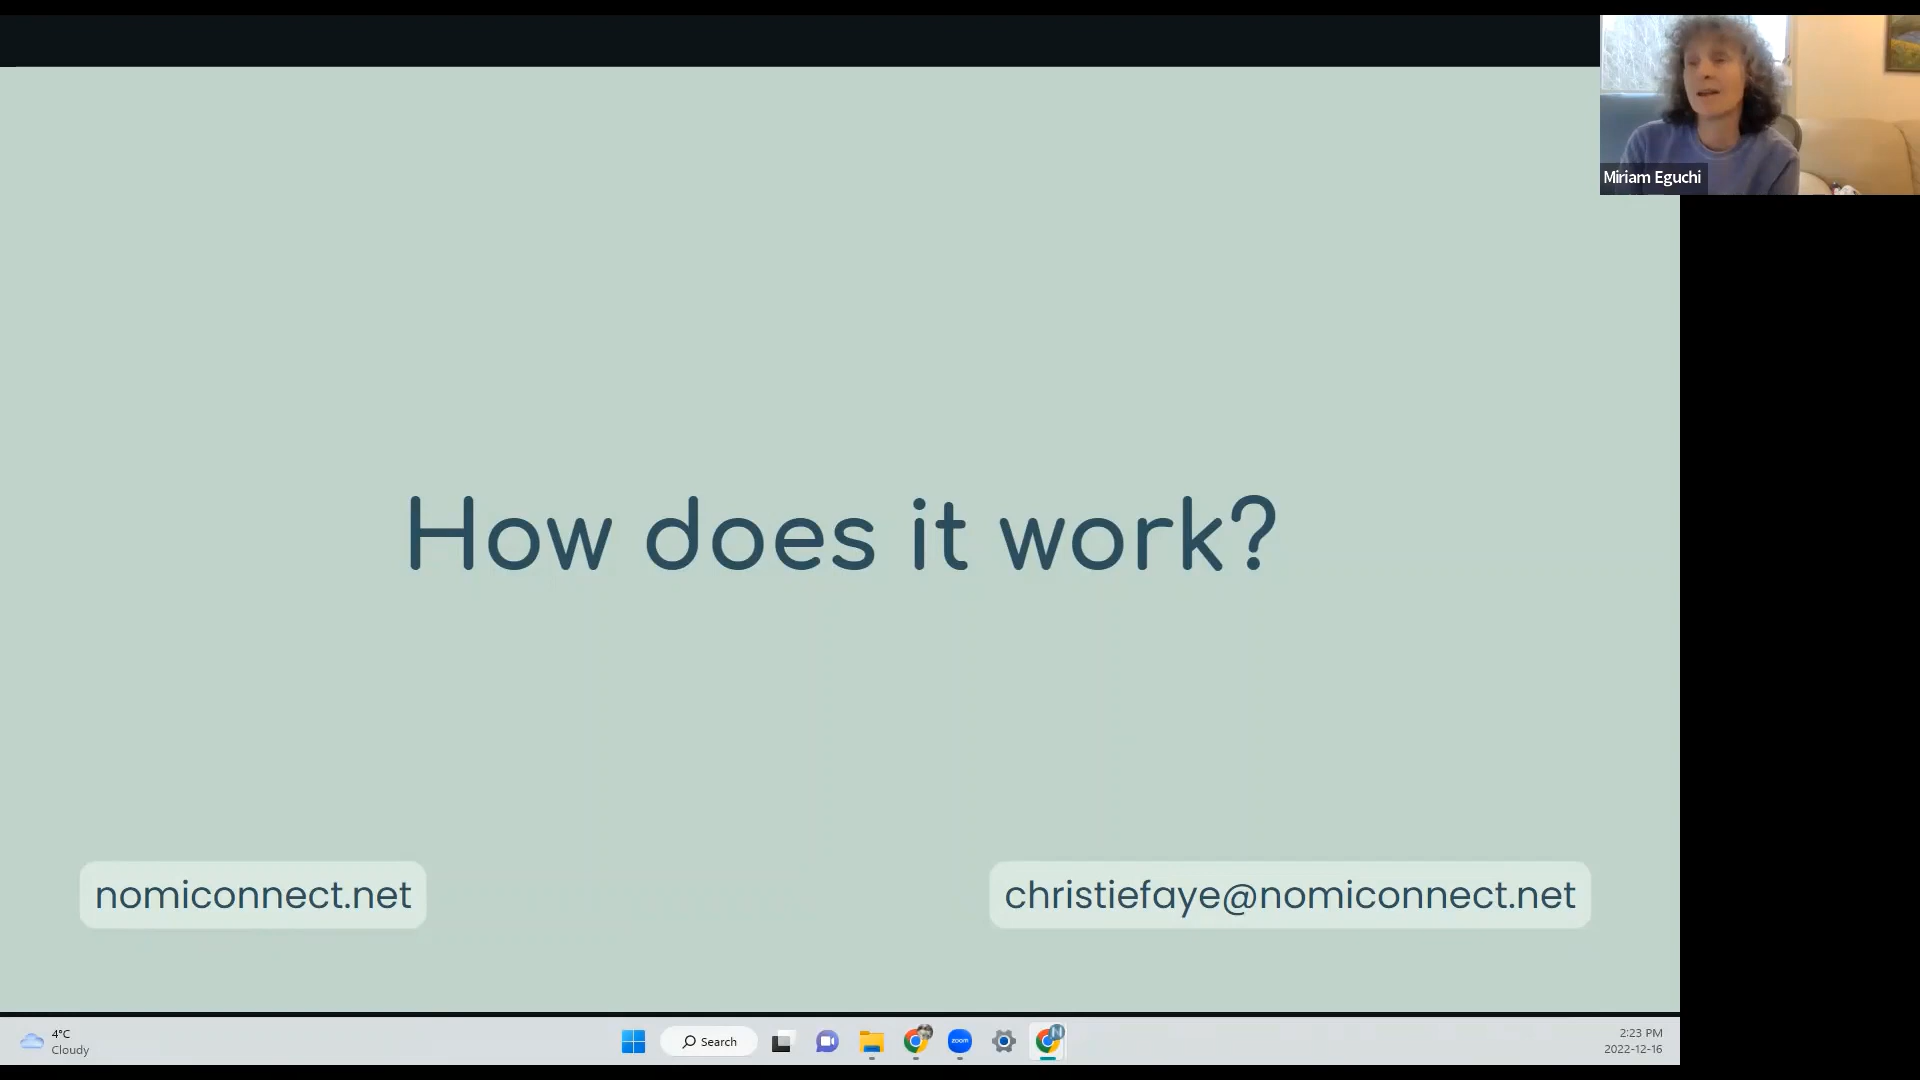 Miriam Eguchi
How does it work?
nomiconnect.net
christiefaye@nomiconnect.net
4°C
Cloudy
Search
zoom
N
2:23 PM
2022-12-16